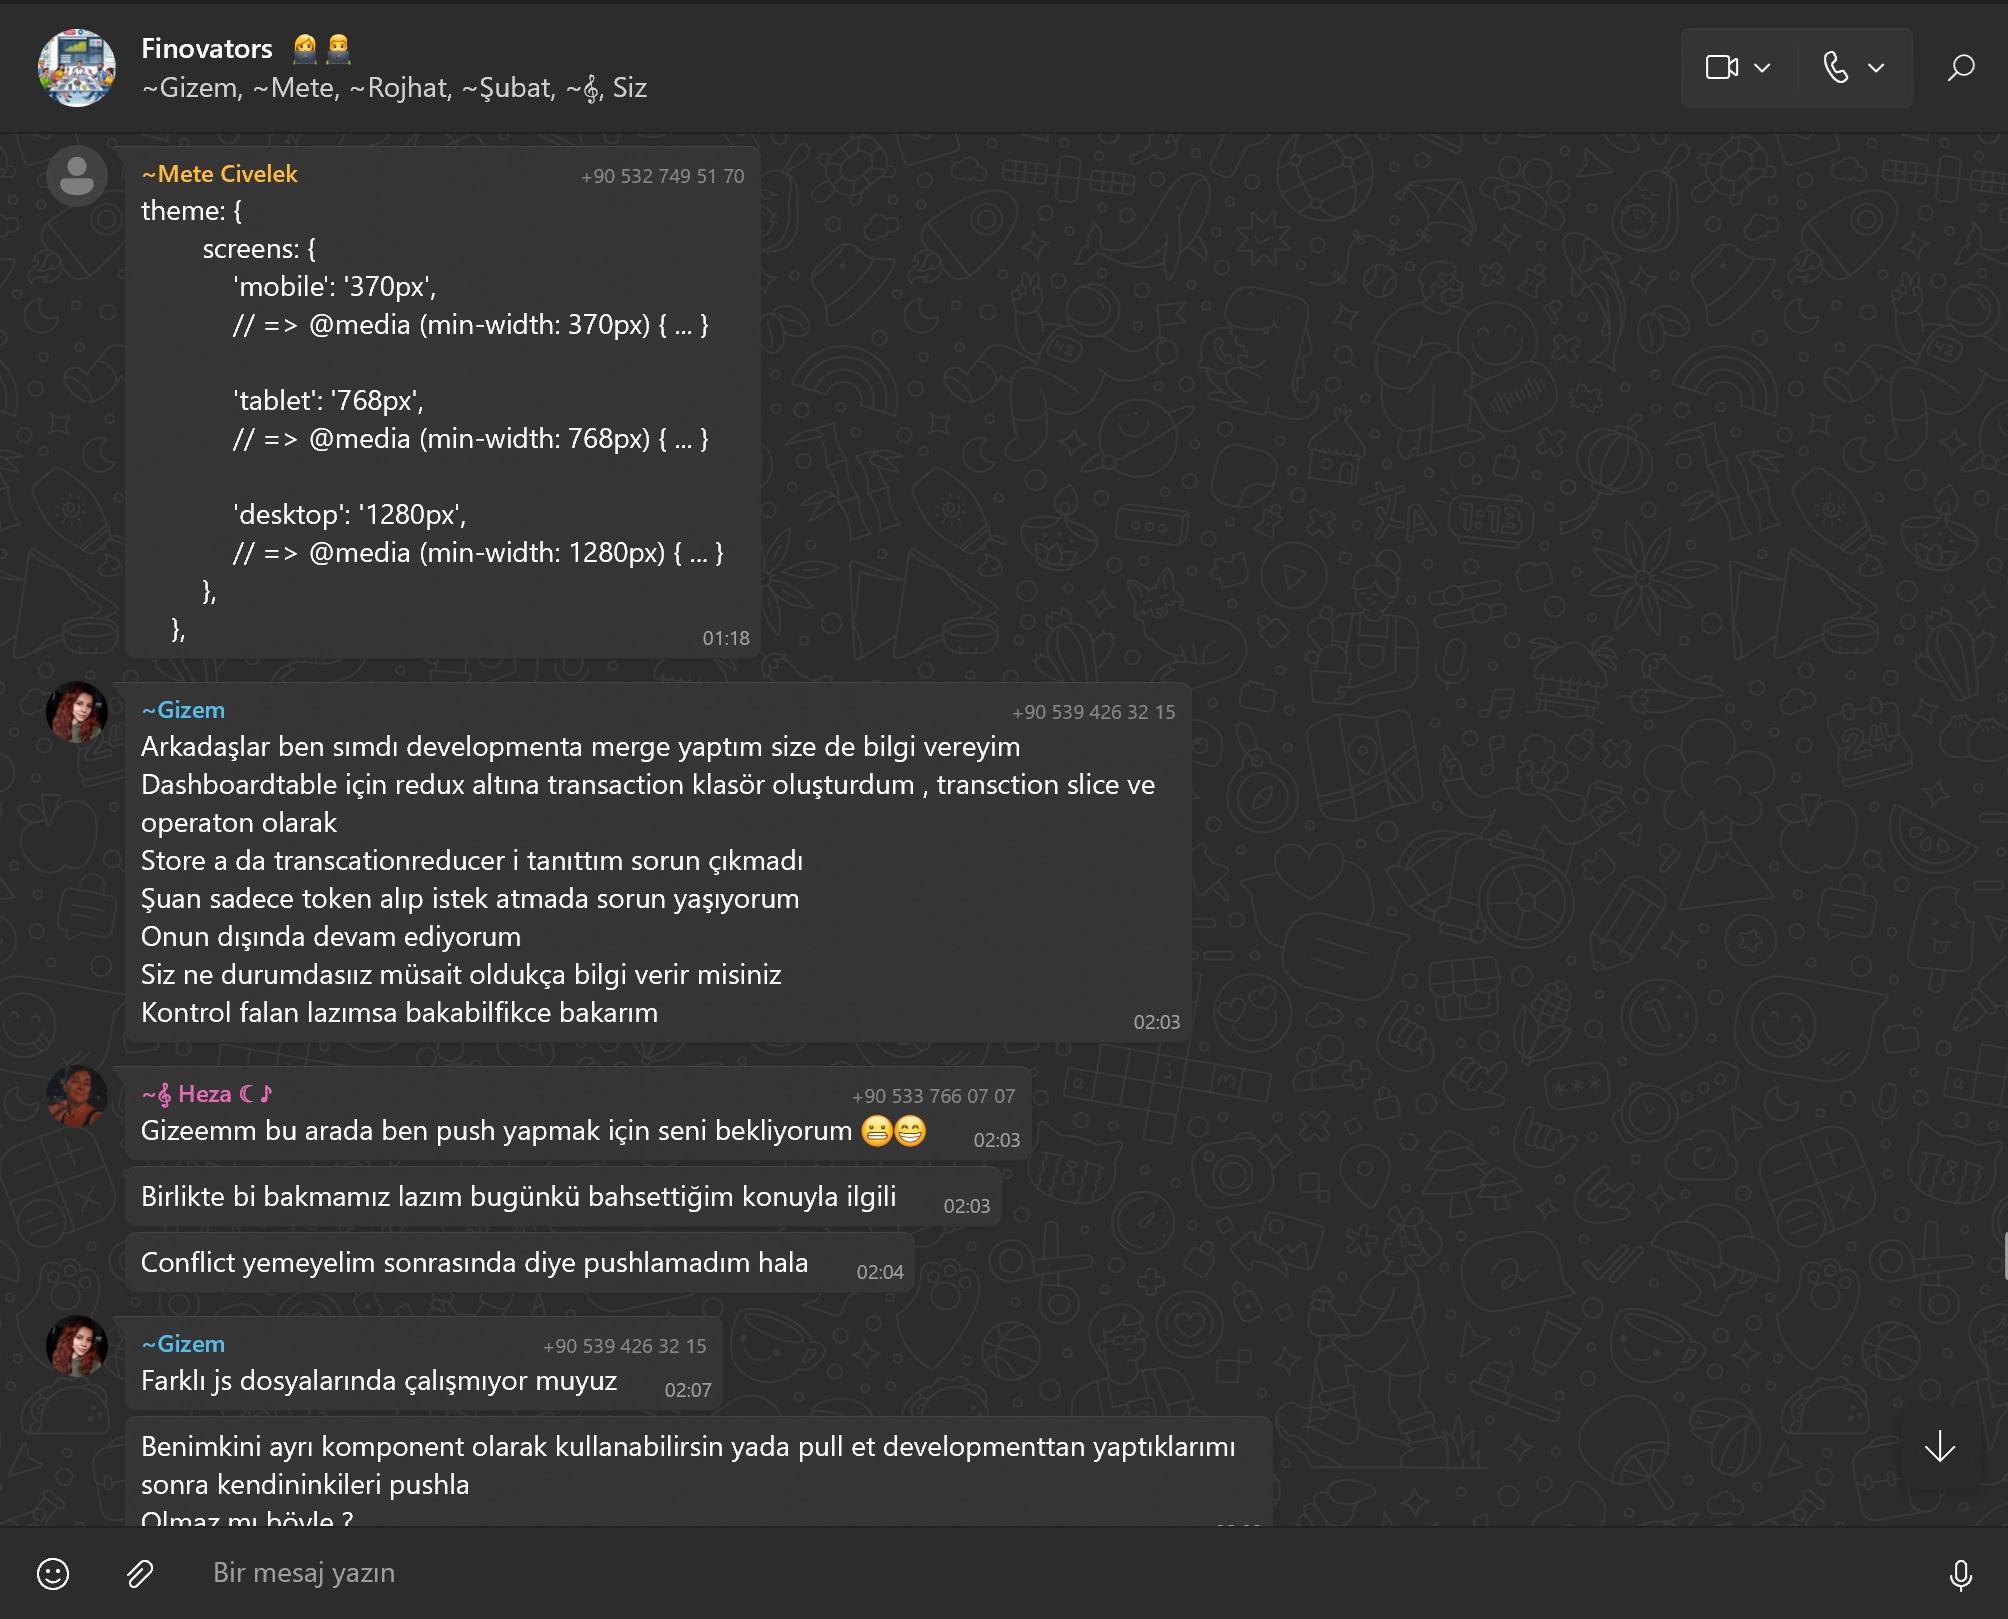 Finovators
~Gizem, ~Mete, ~Rojhat, ~Şubat, ~𝄞, Siz
~Mete Civelek +90 532 749 51 70
theme: {
screens: {
'mobile': '370px',
// => @media (min-width: 370px) { ... }
'tablet': '768px',
// => @media (min-width: 768px) { ... }
'desktop': '1280px',
// => @media (min-width: 1280px) { ... }
},
},
01:18
~Gizem +90 539 426 32 15
Arkadaşlar ben sımdı developmenta merge yaptım size de bilgi vereyim
Dashboardtable için redux altına transaction klasör oluşturdum , transction slice ve
operaton olarak
Store a da transcationreducer i tanıttım sorun çıkmadı
Şuan sadece token alıp istek atmada sorun yaşıyorum
Onun dışında devam ediyorum
Siz ne durumdasıız müsait oldukça bilgi verir misiniz
Kontrol falan lazımsa bakabilfikce bakarım
02:03
~𝄞 Heza ☾♪ +90 533 766 07 07
Gizeemm bu arada ben push yapmak için seni bekliyorum 😬😁 02:03
Birlikte bi bakmamız lazım bugünkü bahsettiğim konuyla ilgili 02:03
Conflict yemeyelim sonrasında diye pushlamadım hala 02:04
~Gizem +90 539 426 32 15
Farklı js dosyalarında çalışmıyor muyuz 02:07
Benimkini ayrı komponent olarak kullanabilirsin yada pull et developmenttan yaptıklarımı
sonra kendininkileri pushla
Olmaz mı böyle ?
Bir mesaj yazın